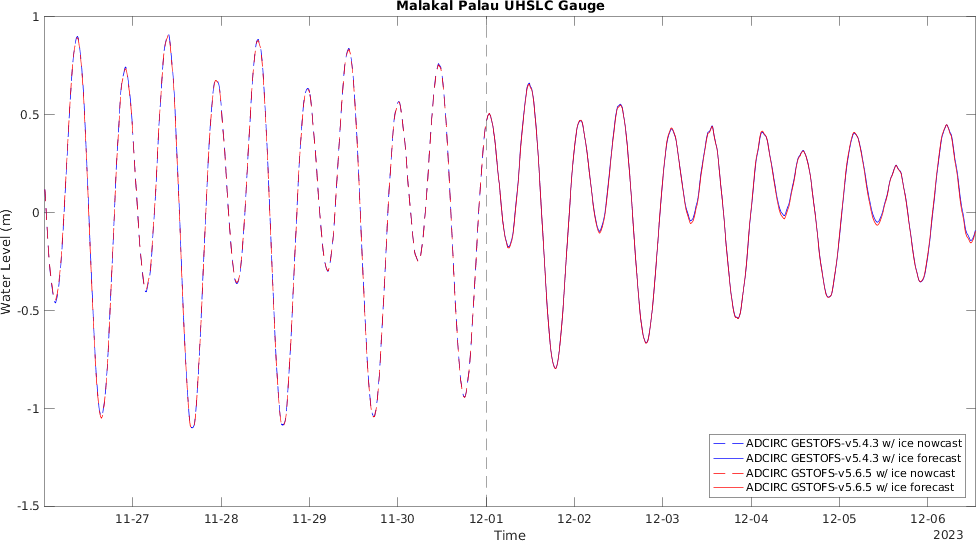 Malakal Palau UHSLC Gauge
Water Level (m)
1
0.5
0
-0.5
-1
-1.5
ADCIRC GESTOFS-v5.4.3 w/ ice nowcast
ADCIRC GESTOFS-v5.4.3 w/ ice forecast
ADCIRC GSTOFS-v5.6.5 w/ ice nowcast
ADCIRC GSTOFS-v5.6.5 w/ ice forecast
11-27 11-28 11-29 11-30 12-01 12-02 12-03 12-04 12-05 12-06
Time
2023